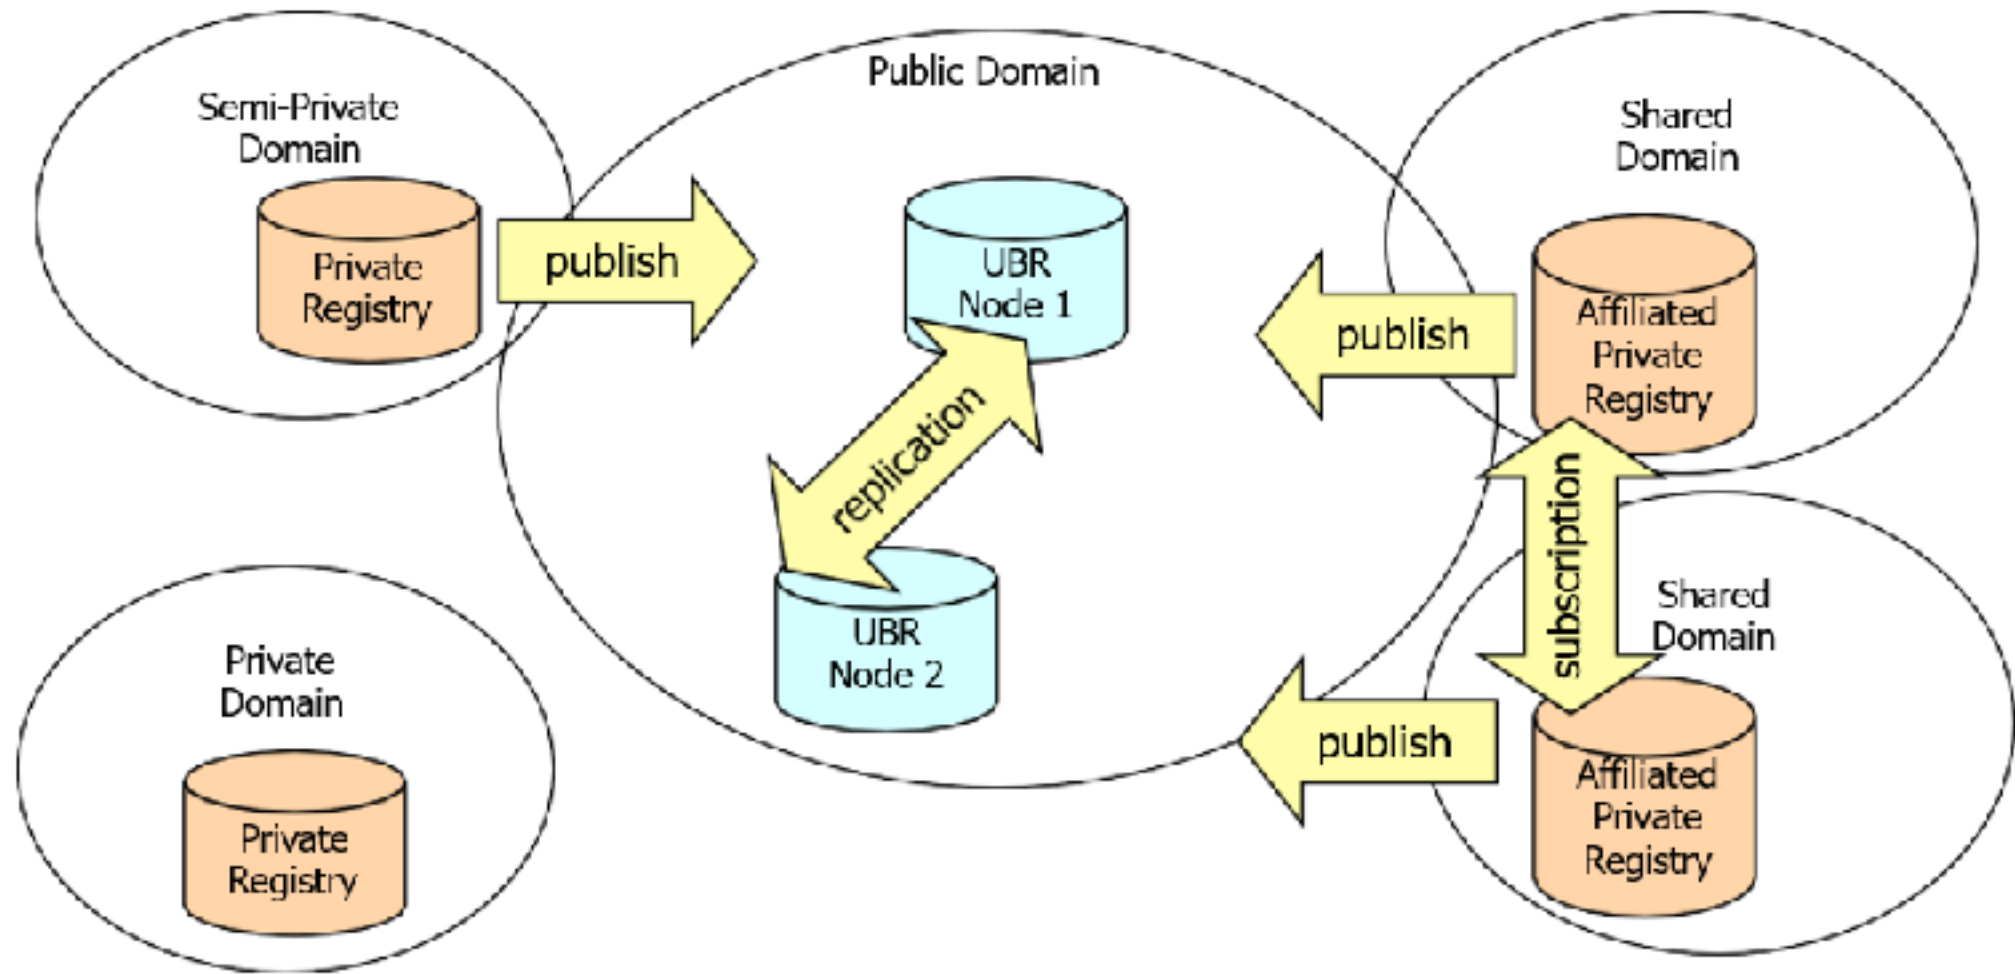 Public Domain
Semi-Private
Domain
Shared
Domain
Private
Registry
publish
UBR
Node 1
publish
Affiliated
Private
Registry
replication
subscription
Shared
Domain
UBR
Node 2
Private
Domain
publish
Affiliated
Private
Registry
Private
Registry